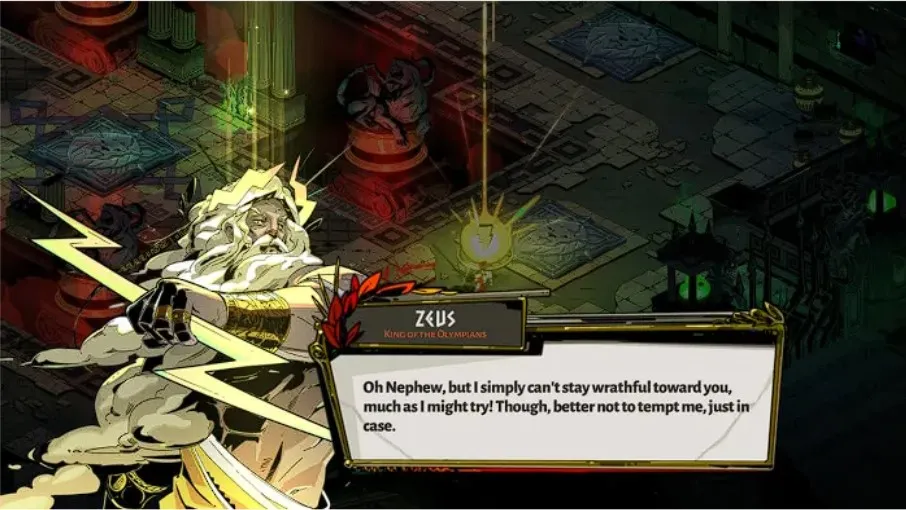 ZEUS
KING OF THE OLYMPIANS
Oh Nephew, but I simply can't stay wrathful toward you,
much as I might try! Though, better not to tempt me, just in
case.